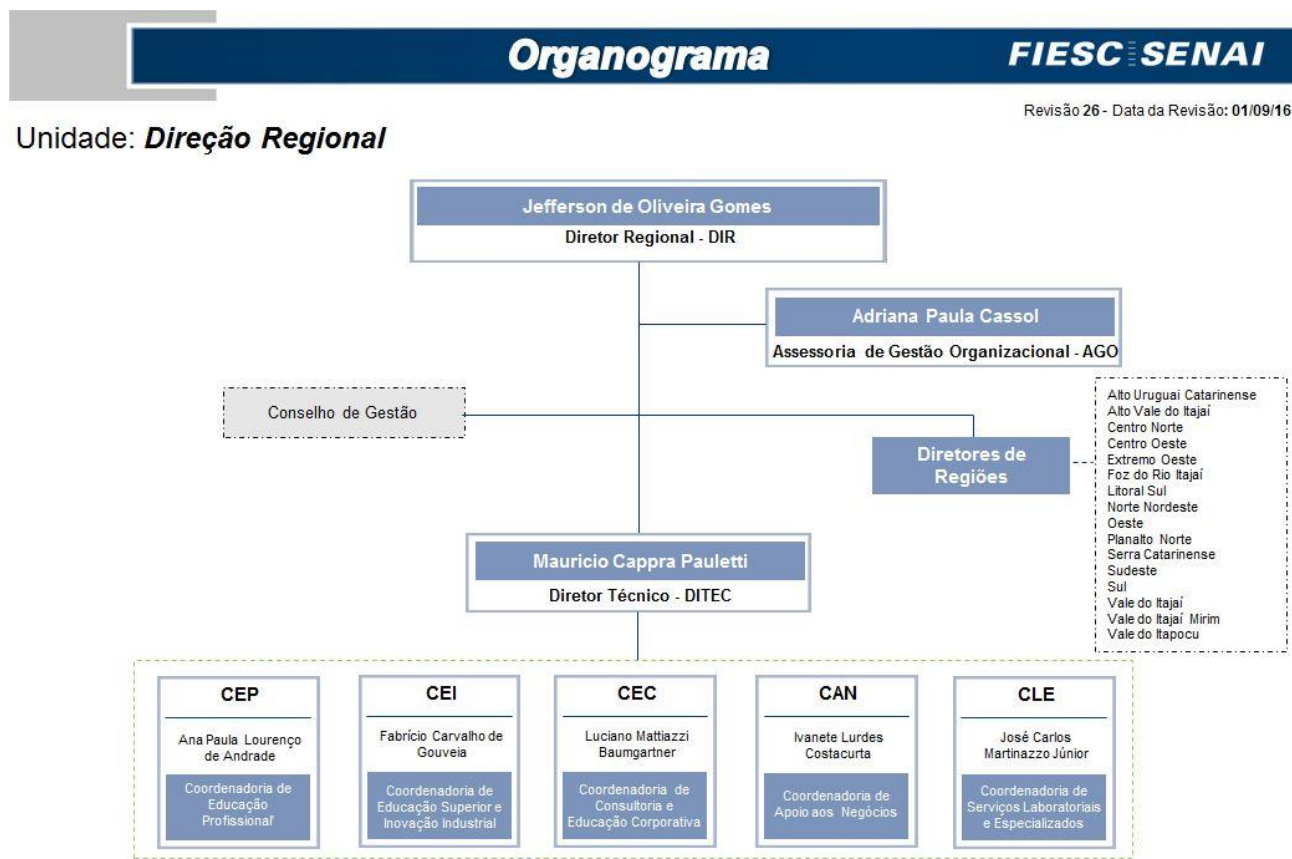 Organograma
FIESC SENAI
Revisão 26 - Data da Revisão: 01/09/16
Unidade: Direção Regional
Jefferson de Oliveira Gomes
Diretor Regional - DIR
Adriana Paula Cassol
Assessoria de Gestão Organizacional - AGO
Conselho de Gestão
Diretores de
Regiões
Alto Uruguai Catarinense
Alto Vale do Itajaí
Centro Norte
Centro Oeste
Extremo Oeste
Foz do Rio Itajaí
Litoral Sul
Norte Nordeste
Oeste
Planalto Norte
Serra Catarinense
Sudeste
Sul
Vale do Itajaí
Vale do Itajaí Mirim
Vale do Itapocu
Mauricio Cappra Pauletti
Diretor Técnico - DITEC
CEP
Ana Paula Lourenço
de Andrade
Coordenadoria de
Educação
Profissional'
CEI
Fabrício Carvalho de
Gouveia
Coordenadoria de
Educação Superior e
Inovação Industrial
CEC
Luciano Mattiazzi
Baumgartner
Coordenadoria de
Consultoria e
Educação Corporativa
CAN
Ivanete Lurdes
Costacurta
Coordenadoria de
Apoio aos Negócios
CLE
José Carlos
Martinazzo Júnior
Coordenadoria de
Serviços Laboratoriais
e Especializados